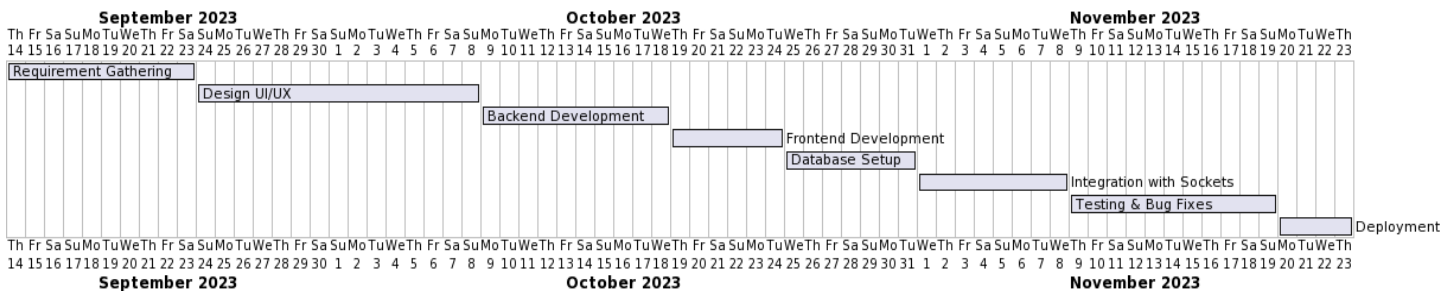 September 2023 October 2023 November 2023
Th Fr Sa Su Mo Tu We Th Fr Sa Su Mo Tu We Th Fr Sa Su Mo Tu We Th Fr Sa Su Mo Tu We Th Fr Sa Su Mo Tu We Th Fr Sa Su Mo Tu We Th Fr Sa Su Mo Tu We Th Fr Sa Su Mo Tu We Th Fr Sa Su Mo Tu We Th Fr Sa Su Mo Tu We Th
14 15 16 17 18 19 20 21 22 23 24 25 26 27 28 29 30 1 2 3 4 5 6 7 8 9 10 11 12 13 14 15 16 17 18 19 20 21 22 23 24 25 26 27 28 29 30 31 1 2 3 4 5 6 7 8 9 10 11 12 13 14 15 16 17 18 19 20 21 22 23
Requirement Gathering
Design UI/UX
Backend Development
Frontend Development
Database Setup
Integration with Sockets
Testing & Bug Fixes
Deployment
Th Fr Sa Su Mo Tu We Th Fr Sa Su Mo Tu We Th Fr Sa Su Mo Tu We Th Fr Sa Su Mo Tu We Th Fr Sa Su Mo Tu We Th Fr Sa Su Mo Tu We Th Fr Sa Su Mo Tu We Th Fr Sa Su Mo Tu We Th Fr Sa Su Mo Tu We Th Fr Sa Su Mo Tu We Th
14 15 16 17 18 19 20 21 22 23 24 25 26 27 28 29 30 1 2 3 4 5 6 7 8 9 10 11 12 13 14 15 16 17 18 19 20 21 22 23 24 25 26 27 28 29 30 31 1 2 3 4 5 6 7 8 9 10 11 12 13 14 15 16 17 18 19 20 21 22 23
September 2023 October 2023 November 2023